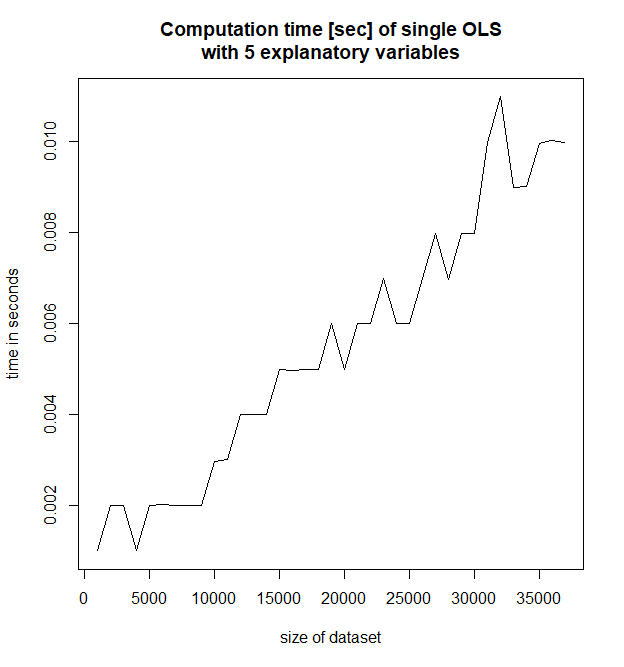 Computation time [sec] of single OLS
with 5 explanatory variables
time in seconds
0.010
0.008
0.006
0.004
0.002
0 5000 10000 15000 20000 25000 30000 35000
size of dataset